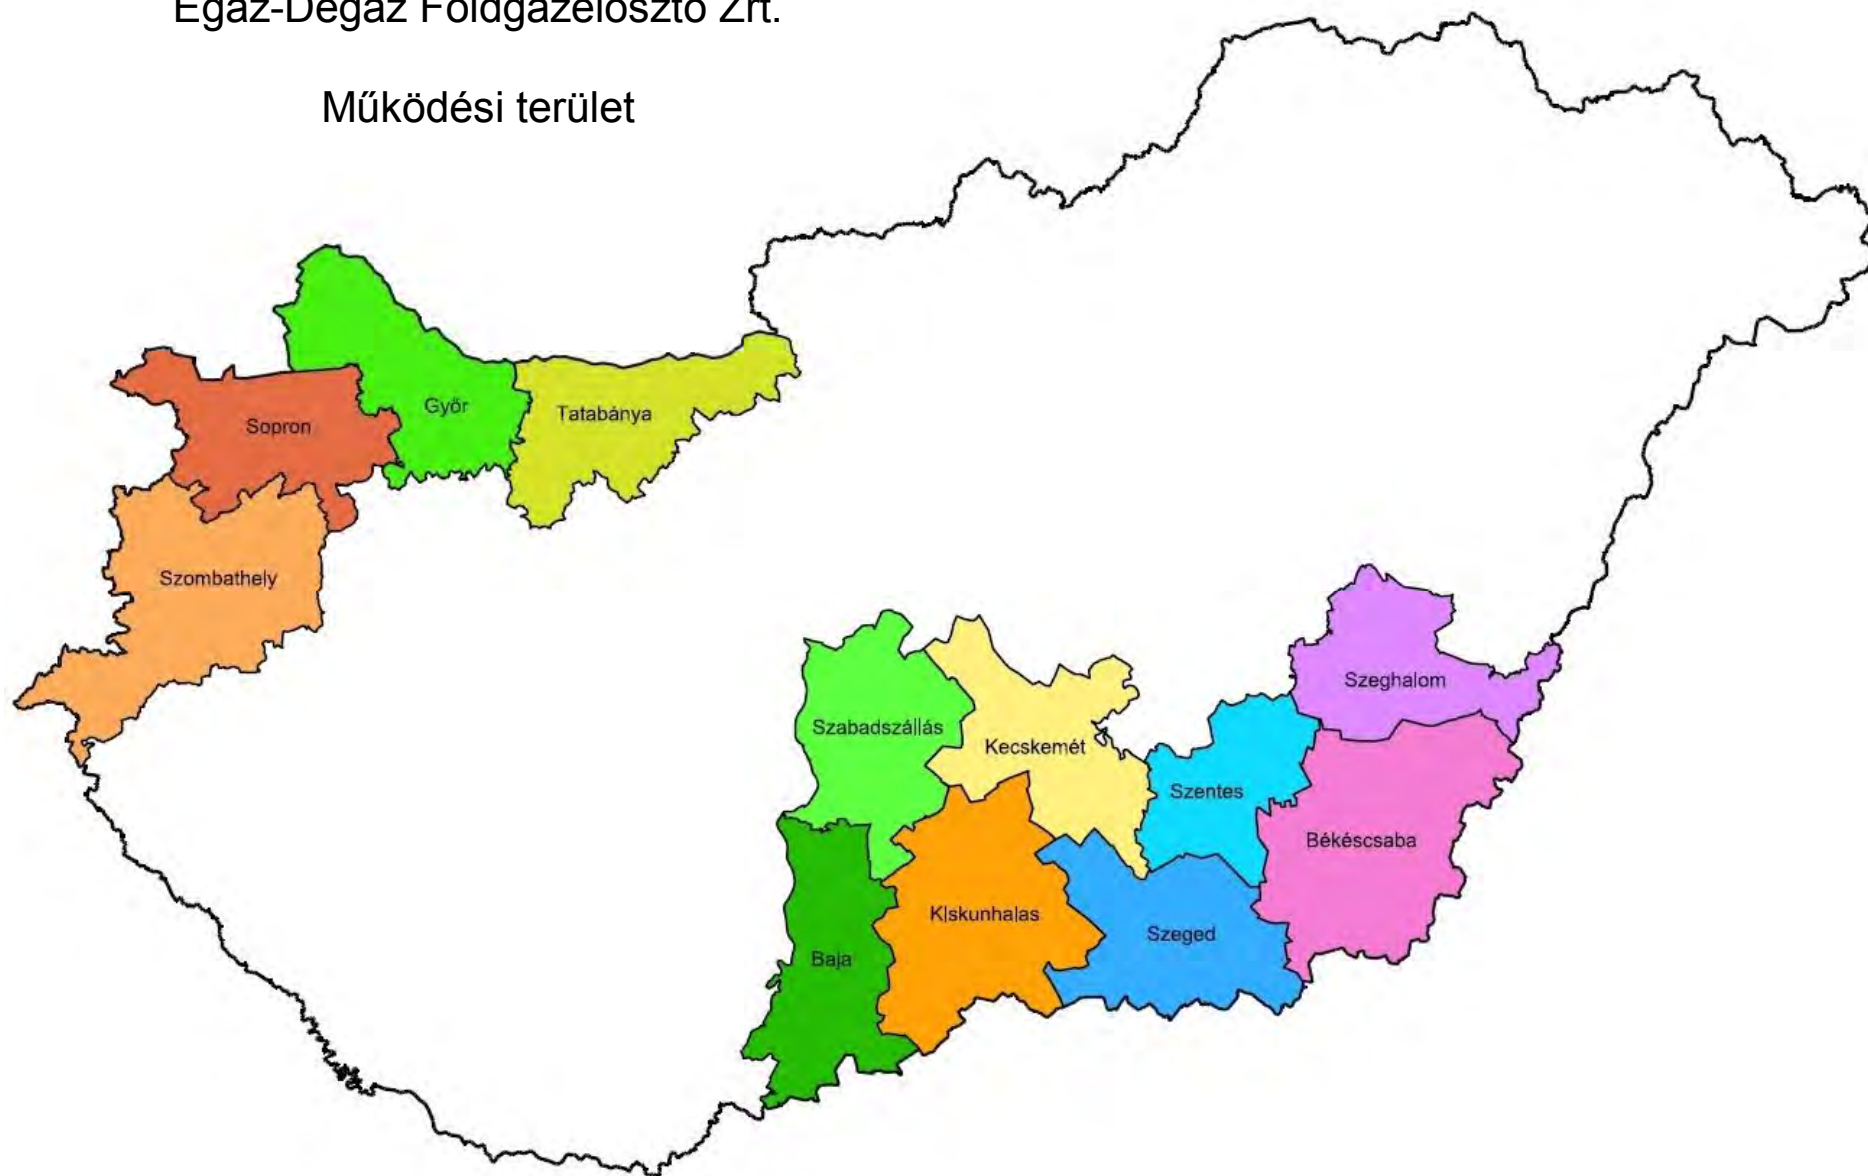 Égáz-Dégáz Földgázelosztó Zrt.
Működési terület
Győr
Tatabánya
Sopron
Szombathely
Szeghalom
Szabadszállás
Kecskemét
Szentes
Békéscsaba
Kiskunhalas
Szeged
Baja